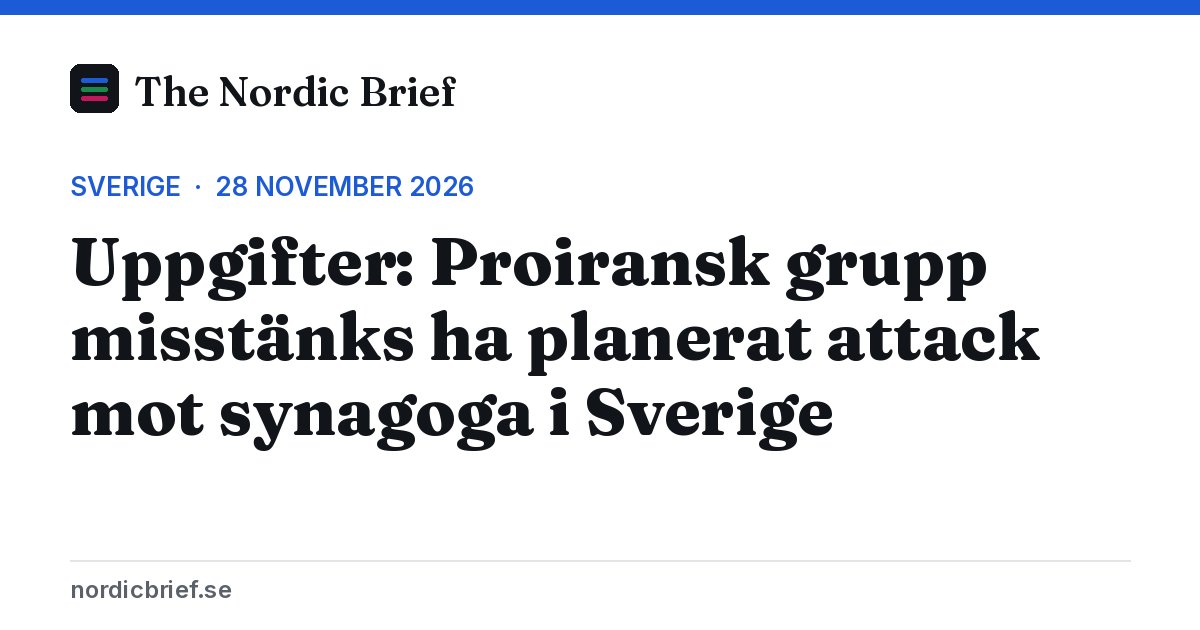 The Nordic Brief
SVERIGE · 28 NOVEMBER 2026
Uppgifter: Proiransk grupp
misstänks ha planerat attack
mot synagoga i Sverige
nordicbrief.se